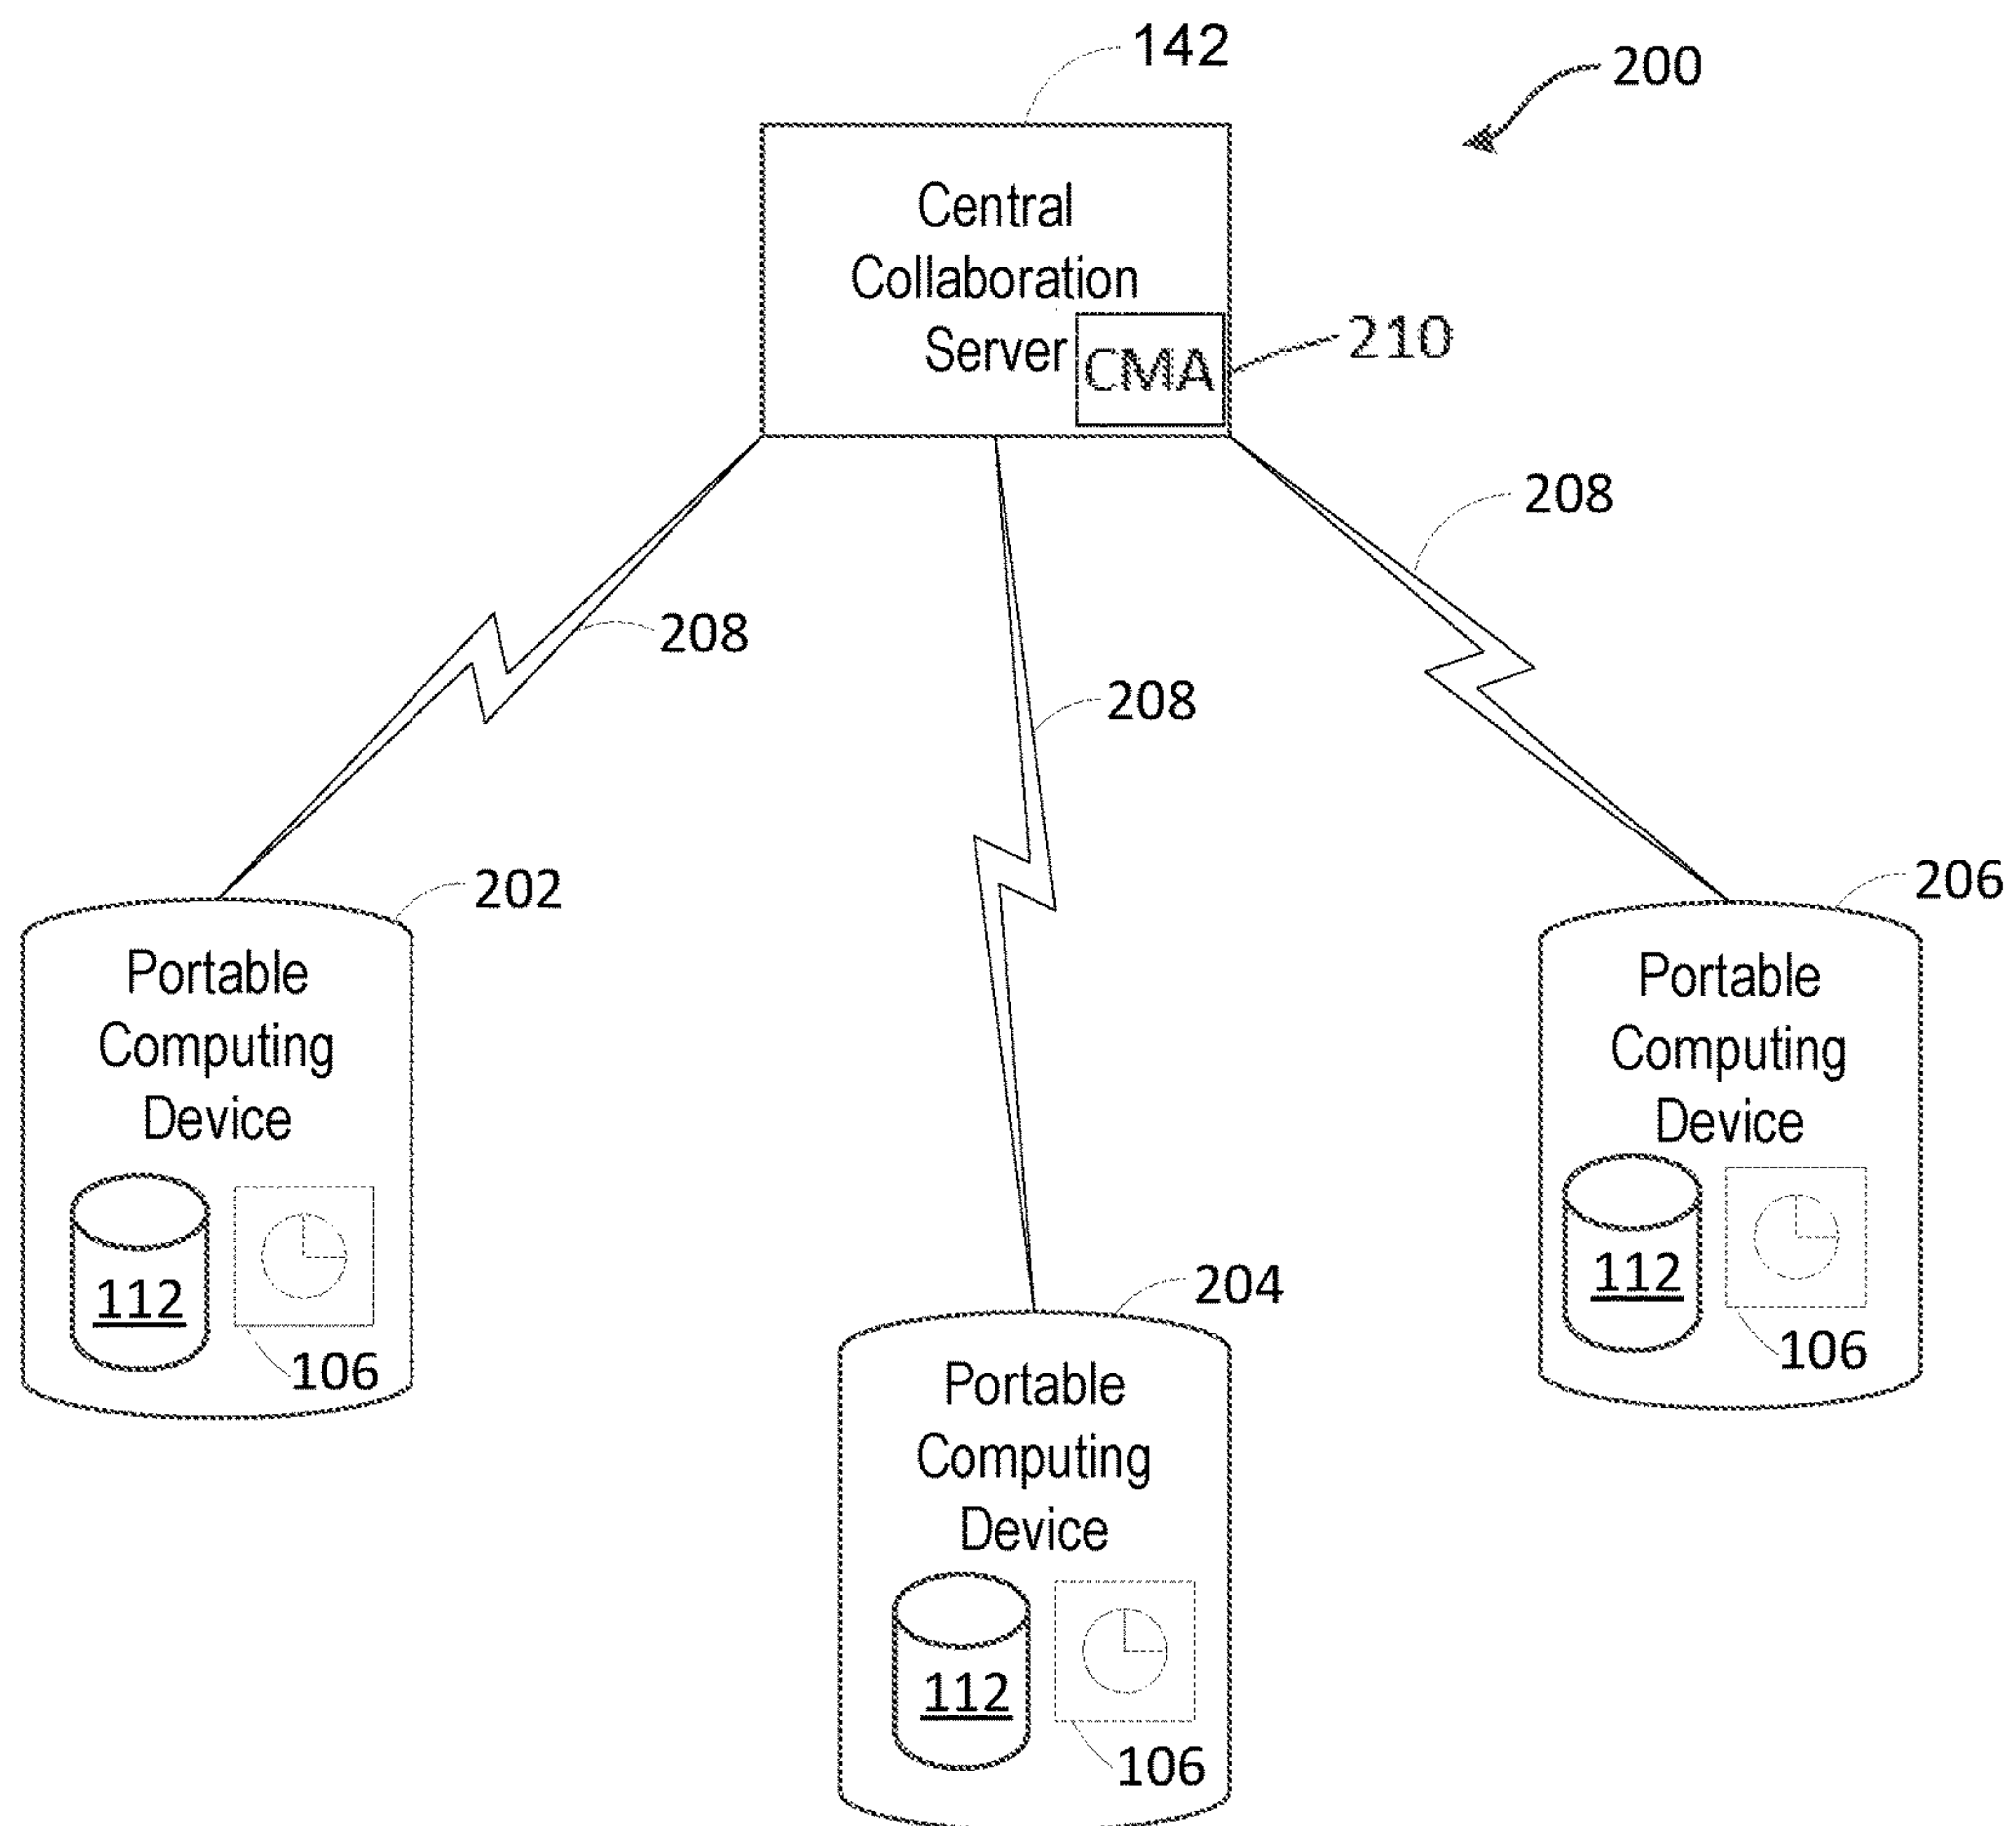 142
200
Central
Collaboration
Server
CMA
210
208
208
208
202
Portable
Computing
Device
112
106
206
Portable
Computing
Device
112
106
204
Portable
Computing
Device
112
106